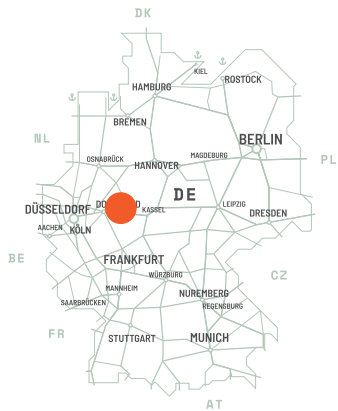 DK
KIEL
ROSTOCK
HAMBURG
BREMEN
NL
BERLIN
OSNABRÜCK
HANNOVER
MAGDEBURG
PL
DE
DÜSSELDORF
KASSEL
LEIPZIG
DRESDEN
AACHEN
KÖLN
BE
FRANKFURT
WÜRZBURG
CZ
MANNHEIM
NUREMBERG
SAARBRÜCKEN
REGENSBURG
FR
STUTTGART
MUNICH
AT